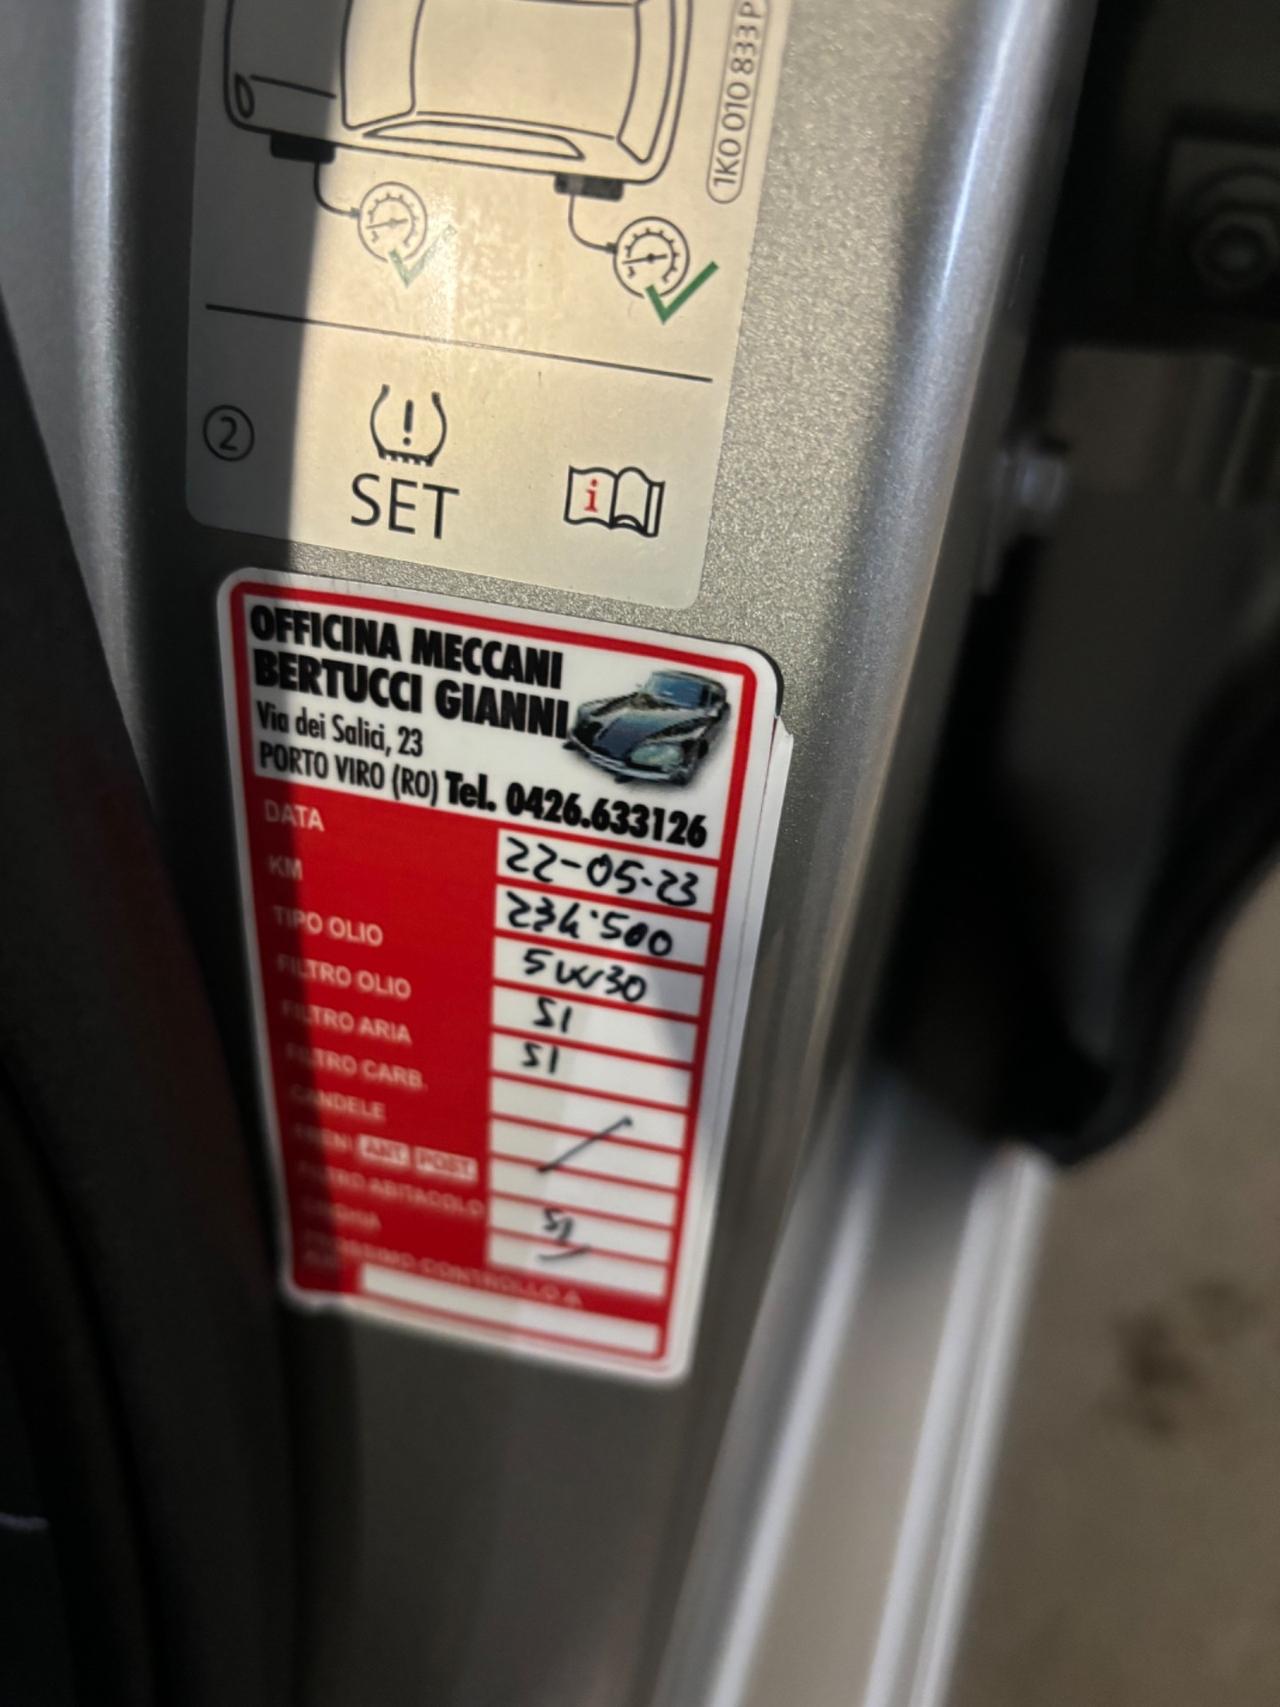 1K0 010 833 P
2
SET
i
OFFICINA MECCANI
BERTUCCI GIANNI
Via dei Salici, 23
PORTO VIRO (RO) Tel. 0426.633126
DATA 22-05-23
KM 234'500
TIPO OLIO 5W30
FILTRO OLIO SI
FILTRO ARIA SI
FILTRO CARB.
CANDELE
FRENI ANT. POST.
FILTRO ABITACOLO SI
CINGHIA
PROSSIMO CONTROLLO A